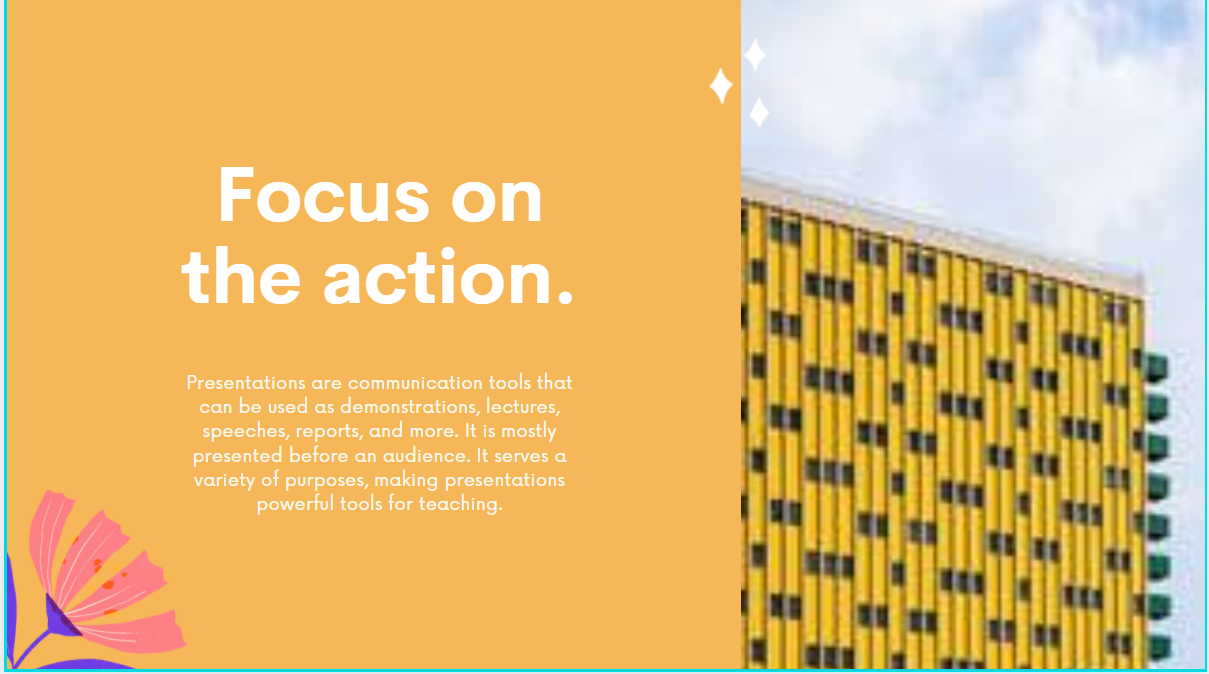 Focus on
the action.
Presentations are communication tools that
can be used as demonstrations, lectures,
speeches, reports, and more. It is mostly
presented before an audience. It serves a
variety of purposes, making presentations
powerful tools for teaching.